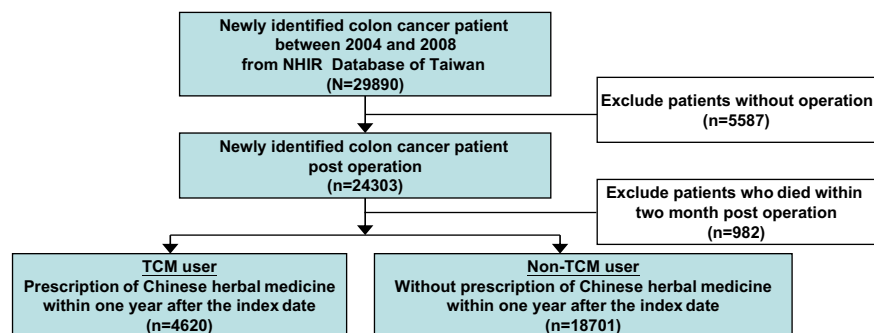 Newly identified colon cancer patient
between 2004 and 2008
from NHIR Database of Taiwan
(N=29890)
Exclude patients without operation
(n=5587)
Newly identified colon cancer patient
post operation
(n=24303)
Exclude patients who died within
two month post operation
(n=982)
TCM user
Prescription of Chinese herbal medicine
within one year after the index date
(n=4620)
Non-TCM user
Without prescription of Chinese herbal medicine
within one year after the index date
(n=18701)